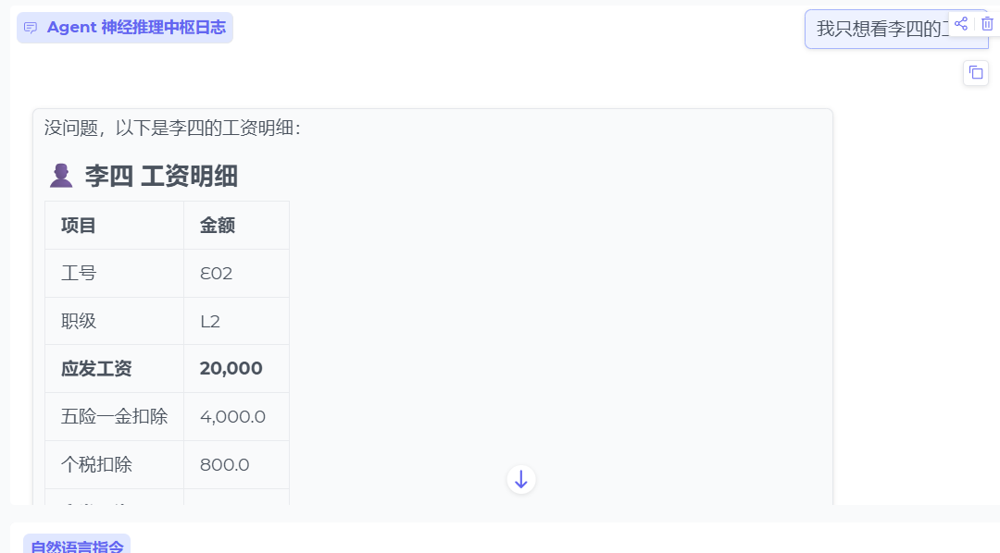 Agent 神经推理中枢日志
我只想看李四的
没问题，以下是李四的工资明细：
李四 工资明细
项目 金额
工号 E02
职级 L2
应发工资 20,000
五险一金扣除 4,000.0
个税扣除 800.0
自然语言指令